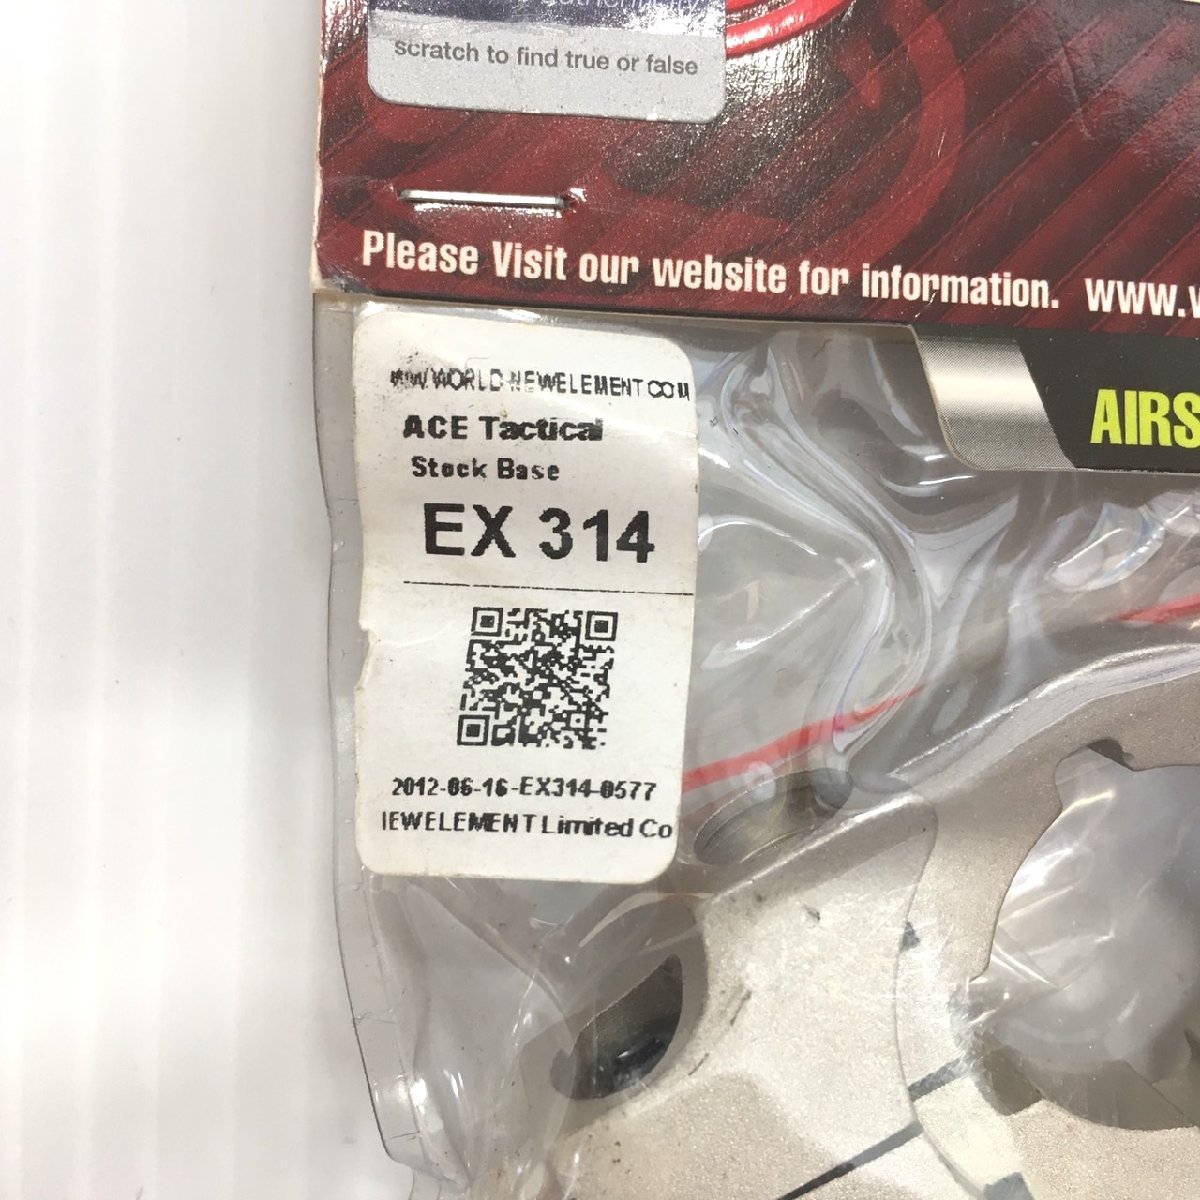 scratch to find true or false
Please Visit our website for information. www.
WW.WORLD-NEWELEMENT.COM
ACE Tactical
Stock Base
EX 314
2012-06-16-EX314-0577
IEWELEMENT Limited Co
AIRS